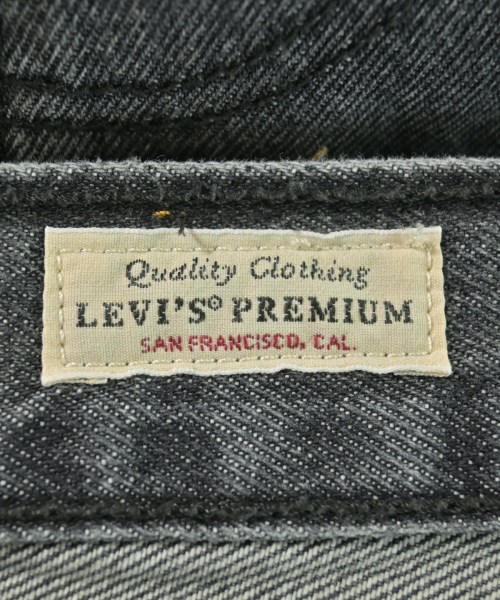 Quality Clothing
LEVI'S® PREMIUM
SAN FRANCISCO, CAL.